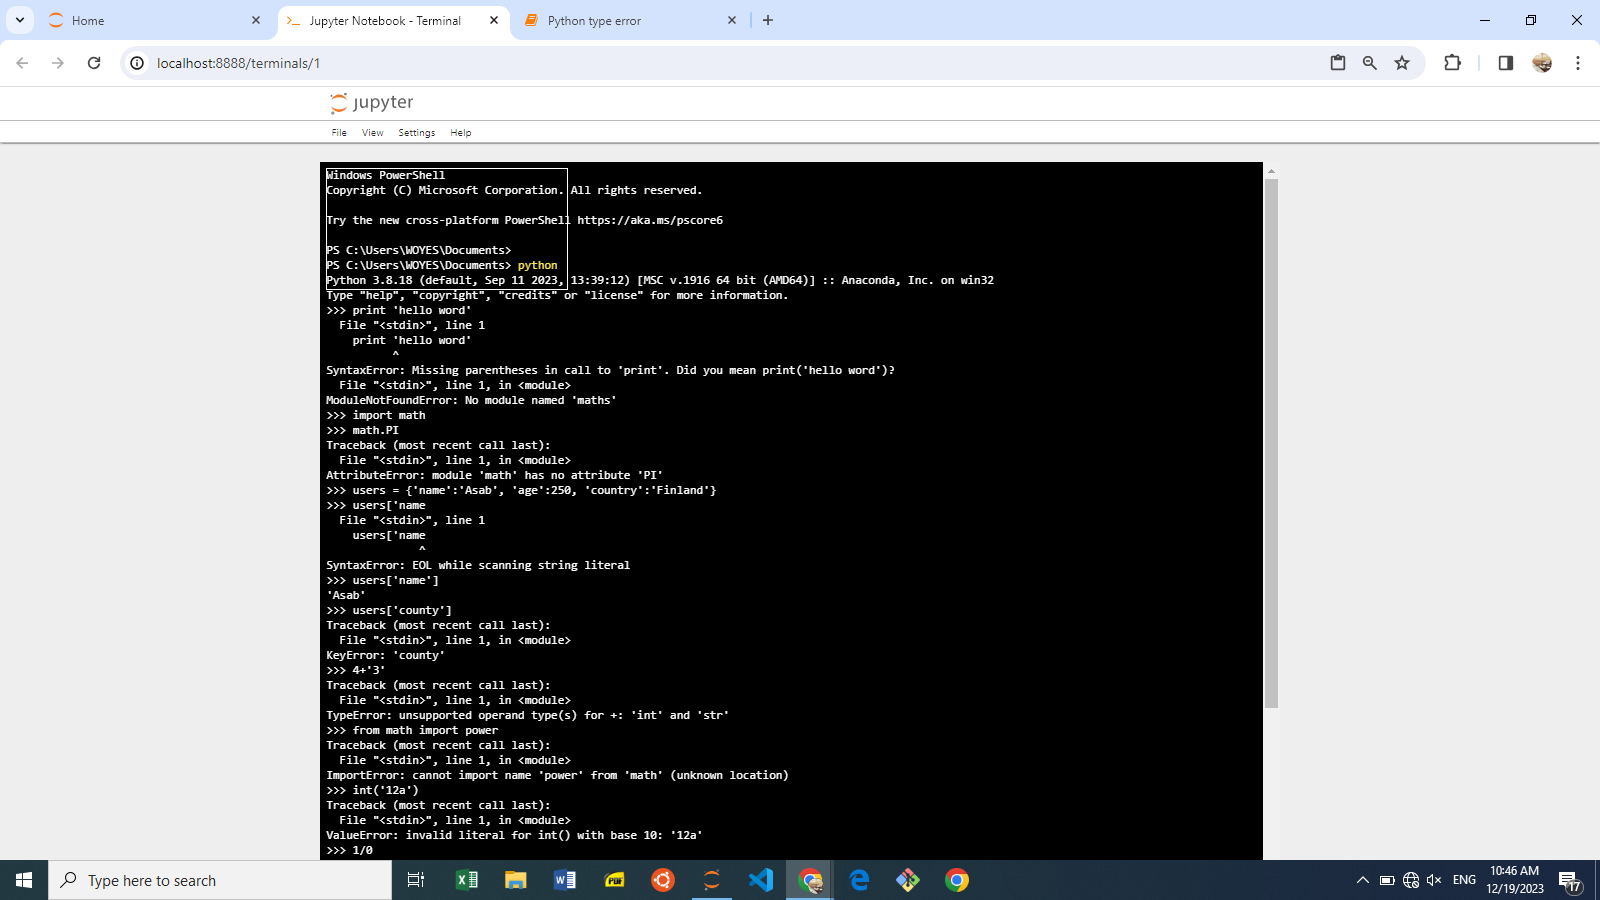 Home
Jupyter Notebook - Terminal
Python type error
localhost:8888/terminals/1
jupyter
File View Settings Help
Windows PowerShell
Copyright (C) Microsoft Corporation. All rights reserved.
Try the new cross-platform PowerShell https://aka.ms/pscore6
PS C:\Users\WOYES\Documents>
PS C:\Users\WOYES\Documents> python
Python 3.8.18 (default, Sep 11 2023, 13:39:12) [MSC v.1916 64 bit (AMD64)] :: Anaconda, Inc. on win32
Type "help", "copyright", "credits" or "license" for more information.
>>> print 'hello word'
  File "<stdin>", line 1
    print 'hello word'
          ^
SyntaxError: Missing parentheses in call to 'print'. Did you mean print('hello word')?
  File "<stdin>", line 1, in <module>
ModuleNotFoundError: No module named 'maths'
>>> import math
>>> math.PI
Traceback (most recent call last):
  File "<stdin>", line 1, in <module>
AttributeError: module 'math' has no attribute 'PI'
>>> users = {'name':'Asab', 'age':250, 'country':'Finland'}
>>> users['name
  File "<stdin>", line 1
    users['name
              ^
SyntaxError: EOL while scanning string literal
>>> users['name']
'Asab'
>>> users['county']
Traceback (most recent call last):
  File "<stdin>", line 1, in <module>
KeyError: 'county'
>>> 4+'3'
Traceback (most recent call last):
  File "<stdin>", line 1, in <module>
TypeError: unsupported operand type(s) for +: 'int' and 'str'
>>> from math import power
Traceback (most recent call last):
  File "<stdin>", line 1, in <module>
ImportError: cannot import name 'power' from 'math' (unknown location)
>>> int('12a')
Traceback (most recent call last):
  File "<stdin>", line 1, in <module>
ValueError: invalid literal for int() with base 10: '12a'
>>> 1/0
Type here to search
PDF
ENG
10:46 AM
12/19/2023
17